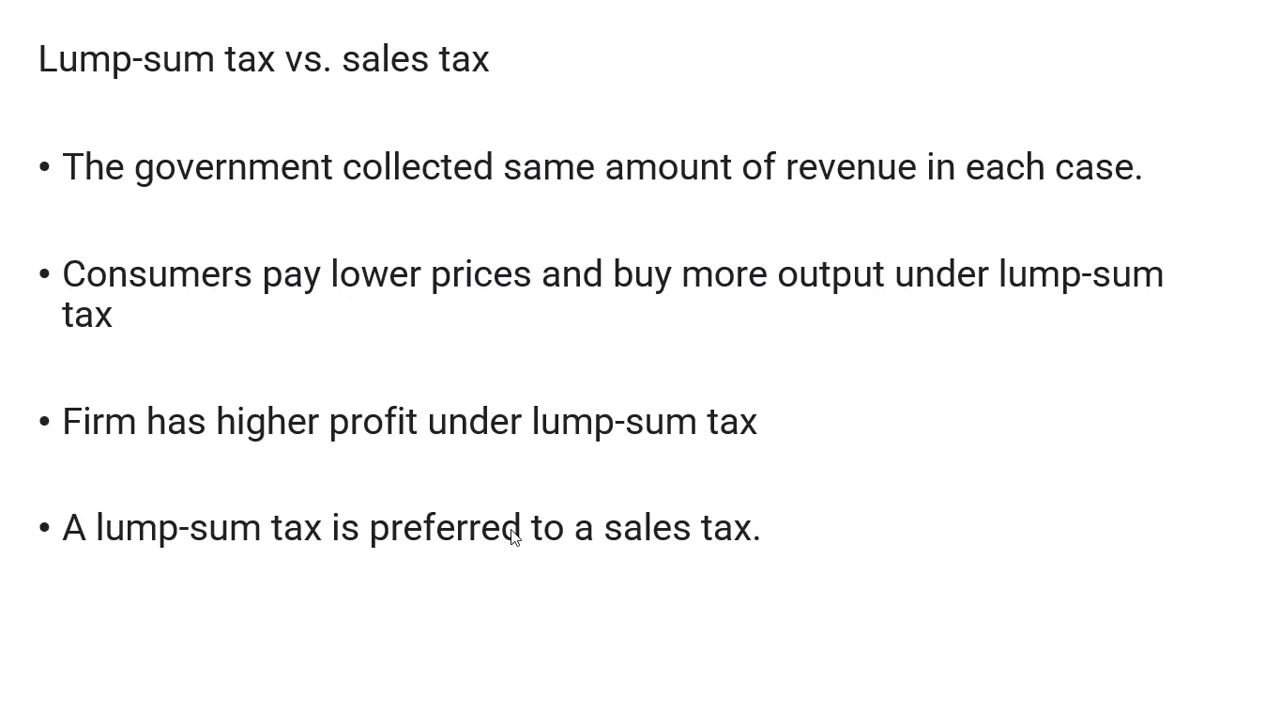 Lump-sum tax vs. sales tax
• The government collected same amount of revenue in each case.
• Consumers pay lower prices and buy more output under lump-sum
tax
• Firm has higher profit under lump-sum tax
• A lump-sum tax is preferred to a sales tax.